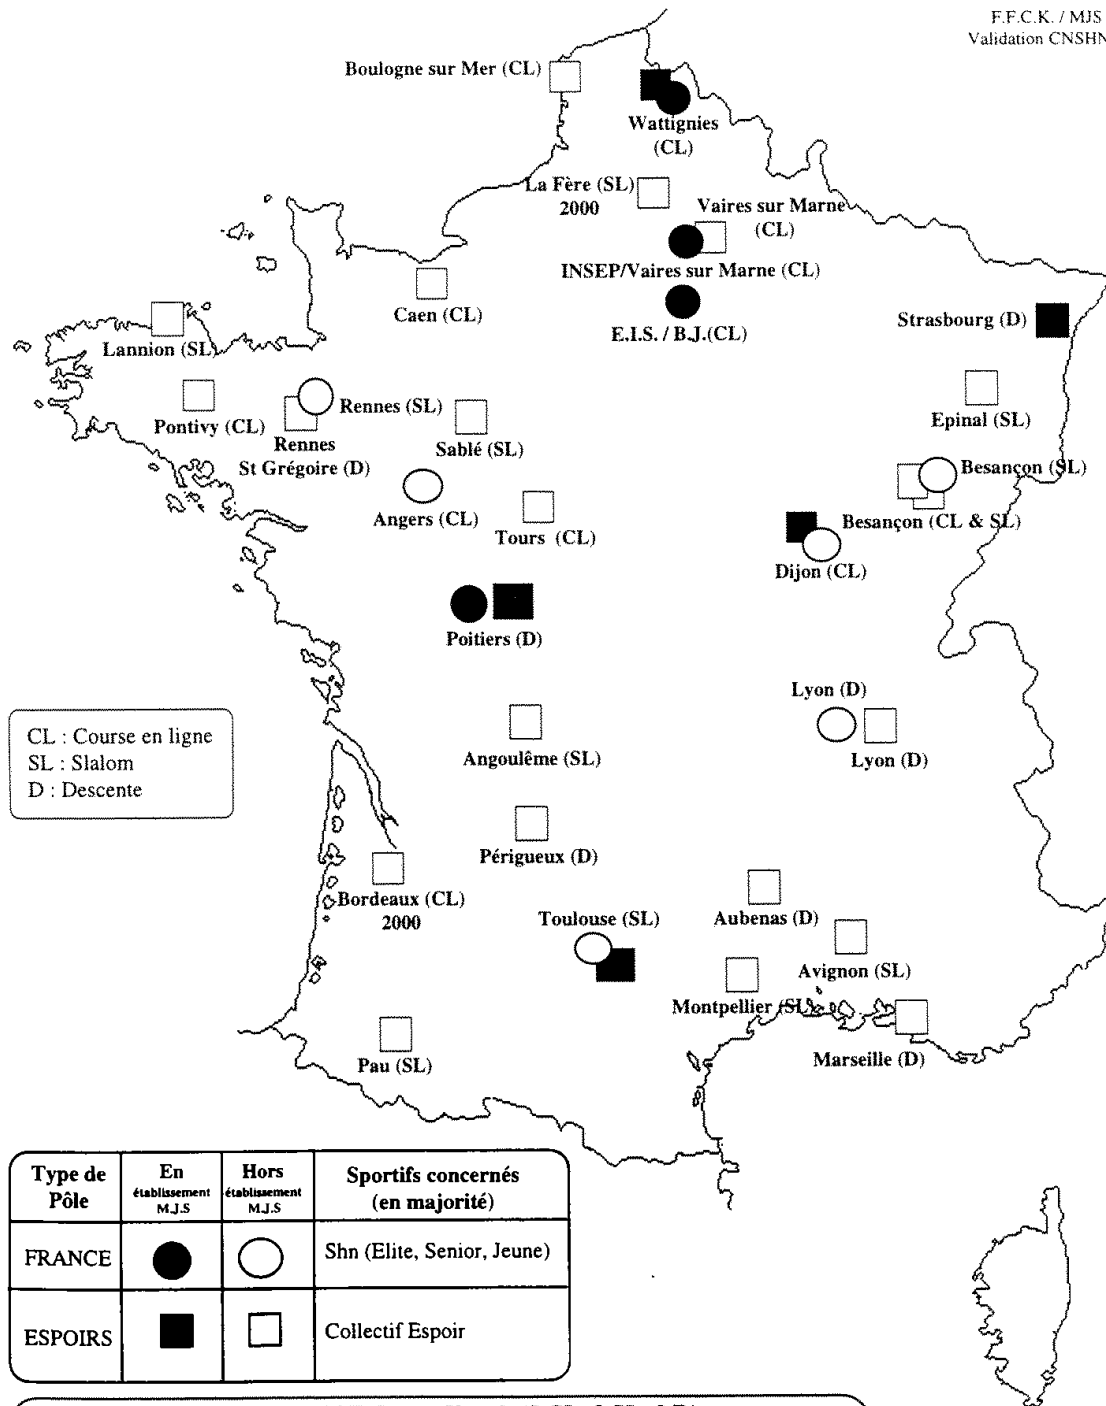 F.F.C.K. / MJS
Validation CNSHN
Boulogne sur Mer (CL)
Wattignies
(CL)
La Fère (SL)
2000
Vaires sur Marne
(CL)
INSEP/Vaires sur Marne (CL)
Caen (CL)
E.I.S. / B.J.(CL)
Strasbourg (D)
Lannion (SL)
Pontivy (CL)
Rennes (SL)
Rennes
St Grégoire (D)
Sablé (SL)
Epinal (SL)
Angers (CL)
Tours (CL)
Besançon (SL)
Besançon (CL & SL)
Dijon (CL)
Poitiers (D)
Lyon (D)
Lyon (D)
CL : Course en ligne
SL : Slalom
D : Descente
Angoulême (SL)
Périgueux (D)
Bordeaux (CL)
2000
Toulouse (SL)
Aubenas (D)
Avignon (SL)
Montpellier (SL)
Marseille (D)
Pau (SL)
Type de
Pôle
En
établissement
M.J.S
Hors
établissement
M.J.S
Sportifs concernés
(en majorité)
FRANCE
Shn (Elite, Senior, Jeune)
ESPOIRS
Collectif Espoir